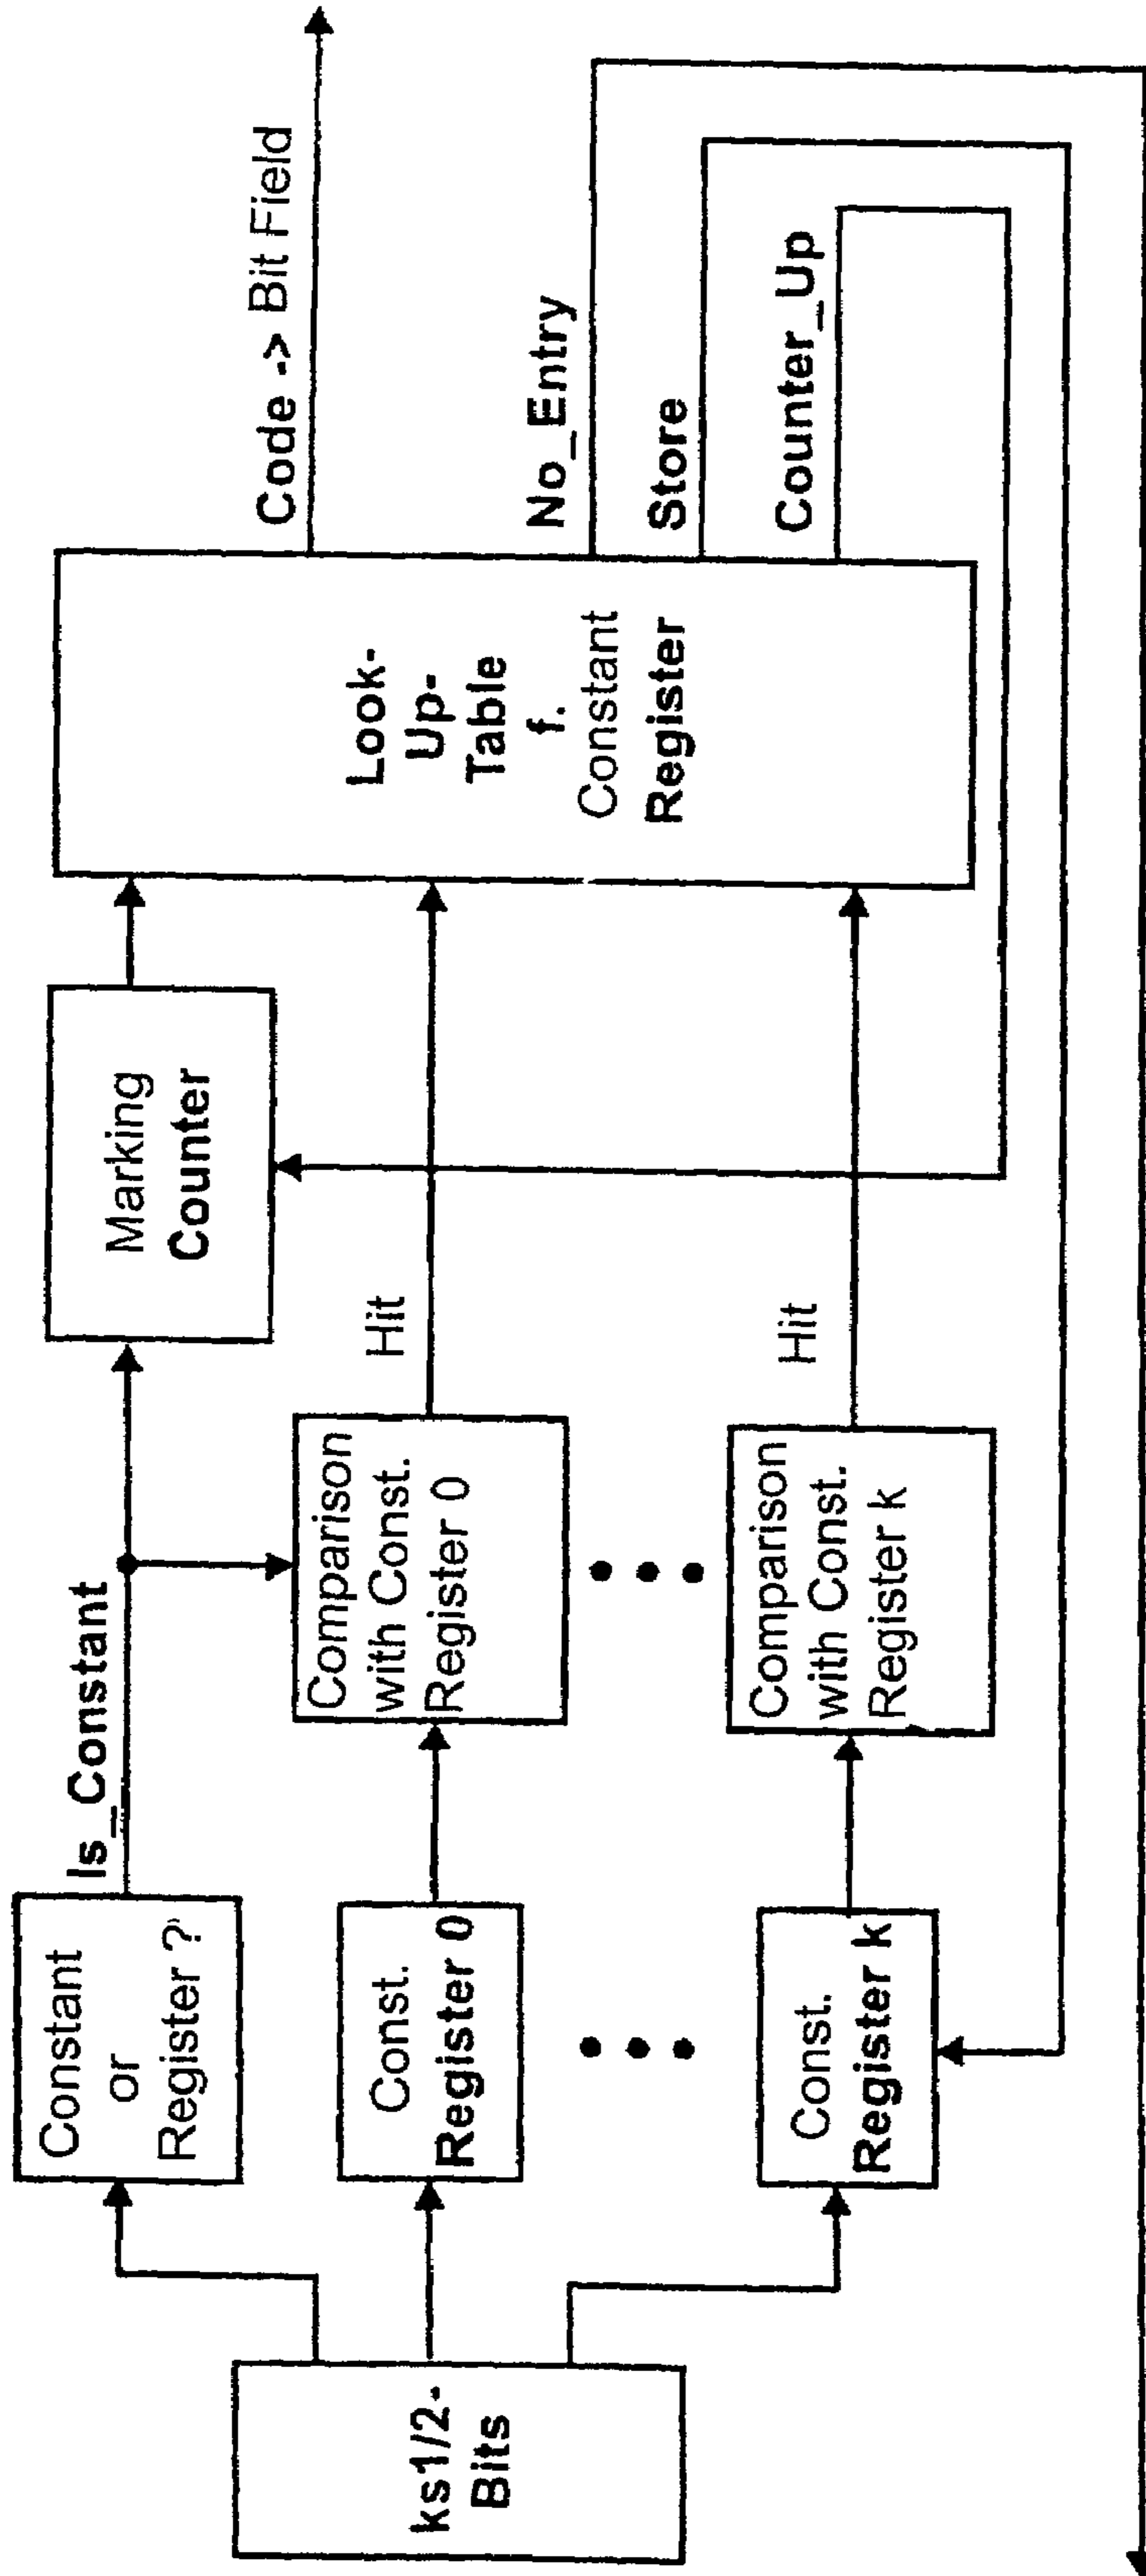 ks1/2-
Bits
Constant
or
Register ?
Const.
Register 0
Const.
Register k
Is_Constant
Comparison
with Const.
Register 0
Comparison
with Const.
Register k
Hit
Hit
Marking
Counter
Look-
Up-
Table
f.
Constant
Register
Code -> Bit Field
No_Entry
Store
Counter_Up